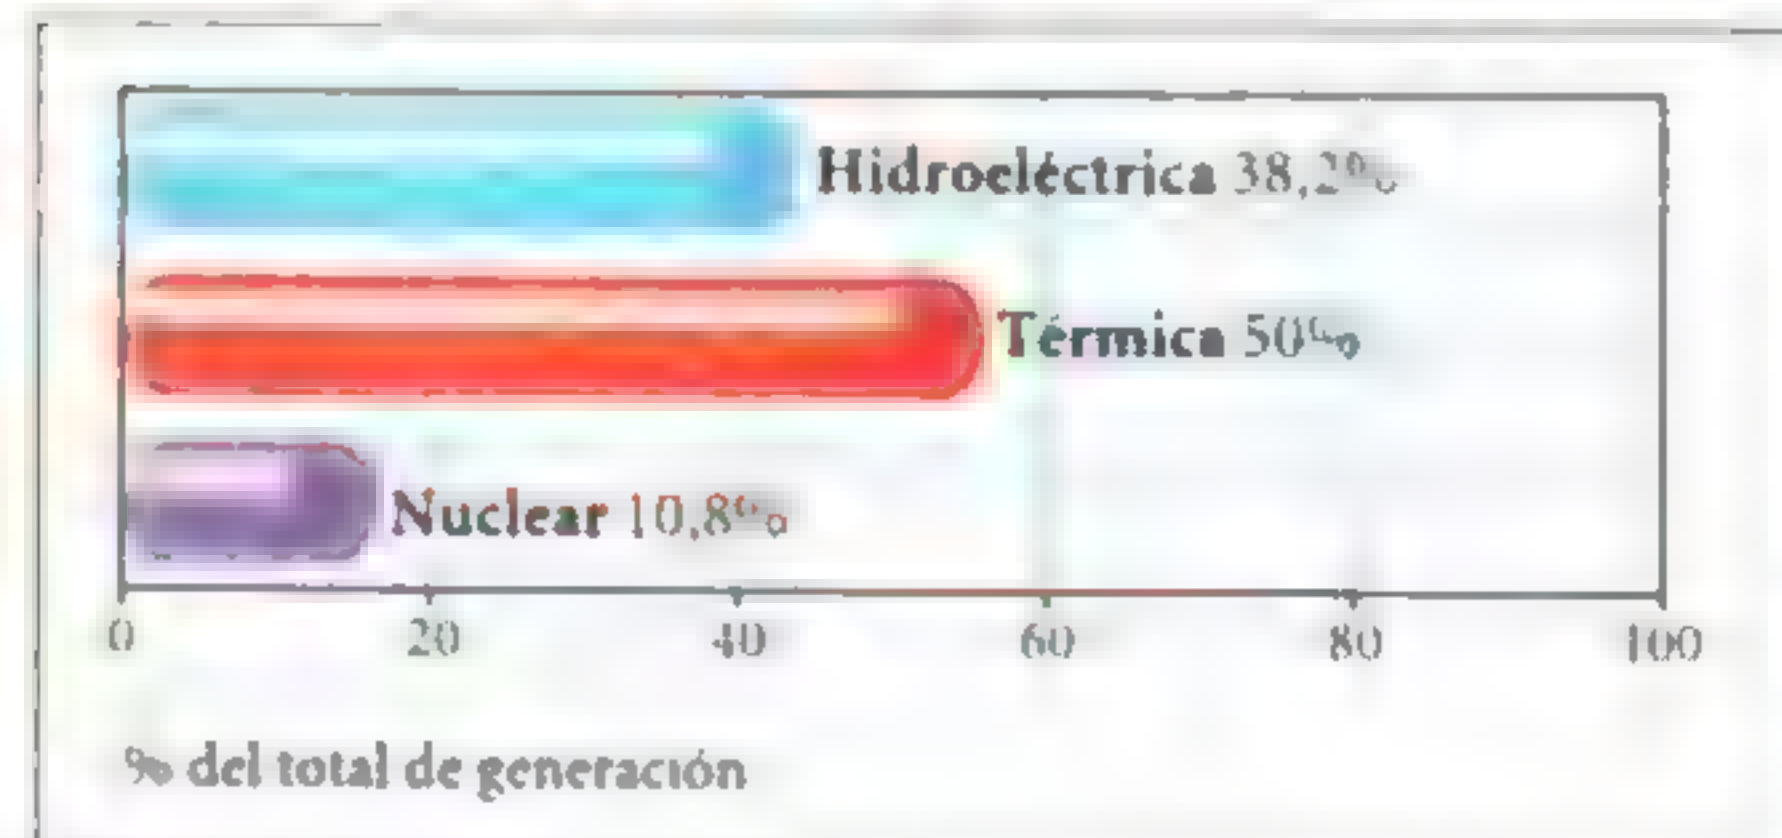 Hidroeléctrica 38,2%
Térmica 50%
Nuclear 10,8%
0 20 40 60 80 100
% del total de generación